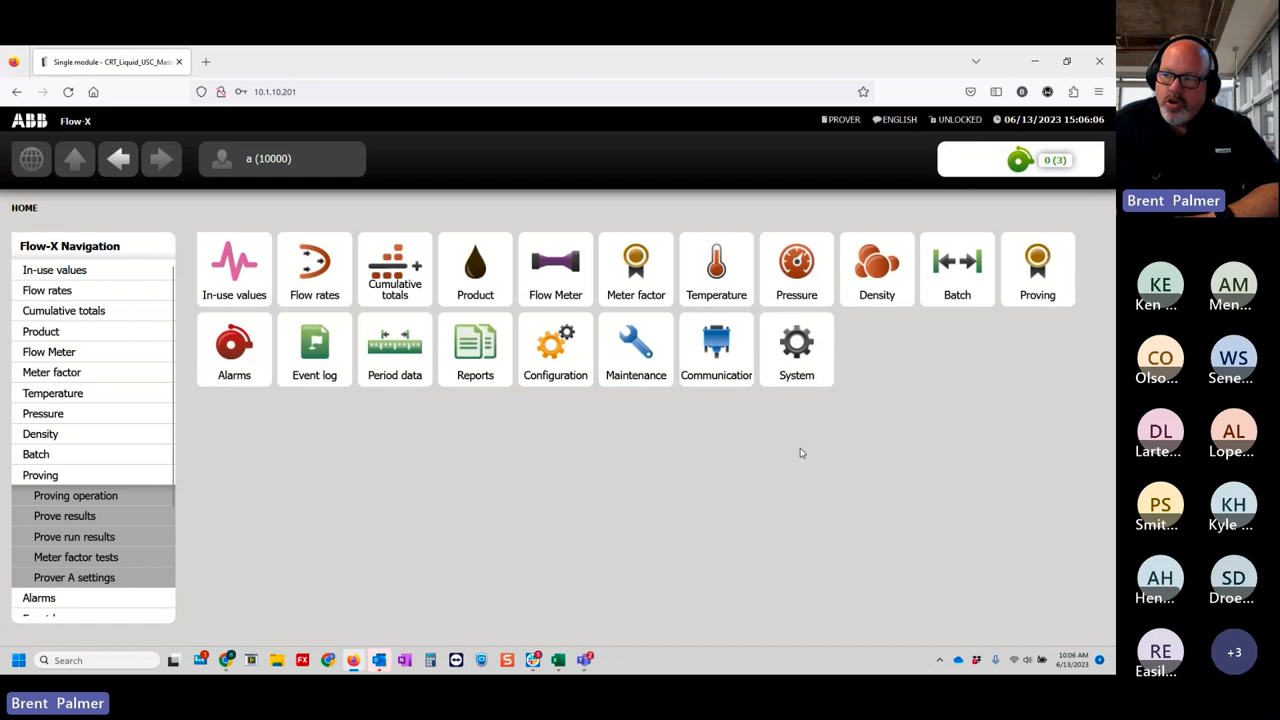 Single module - CRT_Liquid_USC_Mast
10.1.10.201
ABB Flow-X
PROVER ENGLISH UNLOCKED 06/13/2023 15:06:06
a (10000)
0 (3)
HOME
Flow-X Navigation
In-use values
Flow rates
Cumulative totals
Product
Flow Meter
Meter factor
Temperature
Pressure
Density
Batch
Proving
Proving operation
Prove results
Prove run results
Meter factor tests
Prover A settings
Alarms
In-use values
Flow rates
Cumulative totals
Product
Flow Meter
Meter factor
Temperature
Pressure
Density
Batch
Proving
Alarms
Event log
Period data
Reports
Configuration
Maintenance
Communication
System
Search
10:06 AM
6/13/2023
Brent Palmer
KE
Ken ...
AM
Men...
CO
Olso...
WS
Sene...
DL
Larte...
AL
Lope...
PS
Smit...
KH
Kyle ...
AH
Hen...
SD
Droe...
RE
Easil...
+3
Brent Palmer